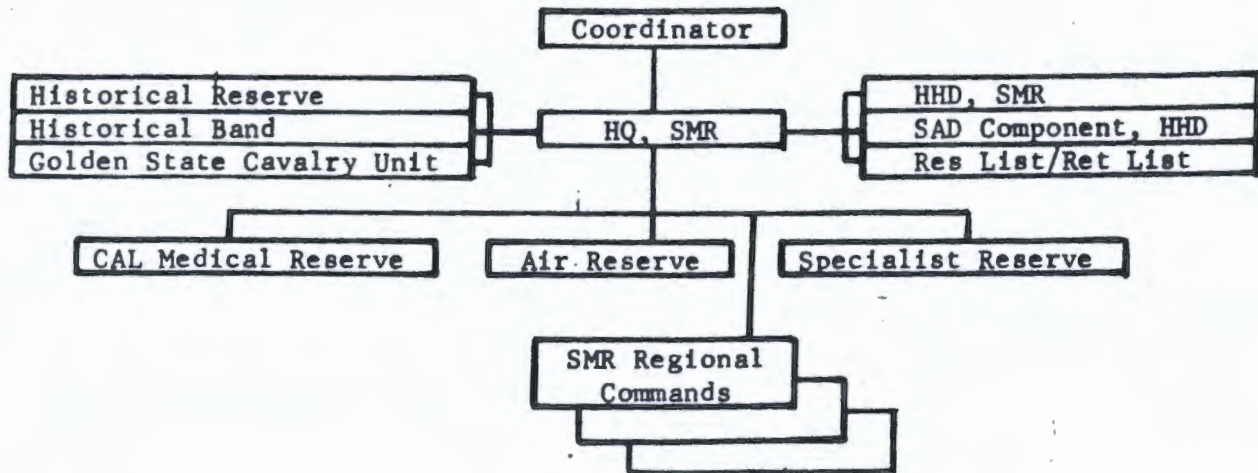 Coordinator
Historical Reserve
Historical Band
Golden State Cavalry Unit
HQ, SMR
HHD, SMR
SAD Component, HHD
Res List/Ret List
CAL Medical Reserve
Air Reserve
Specialist Reserve
SMR Regional
Commands